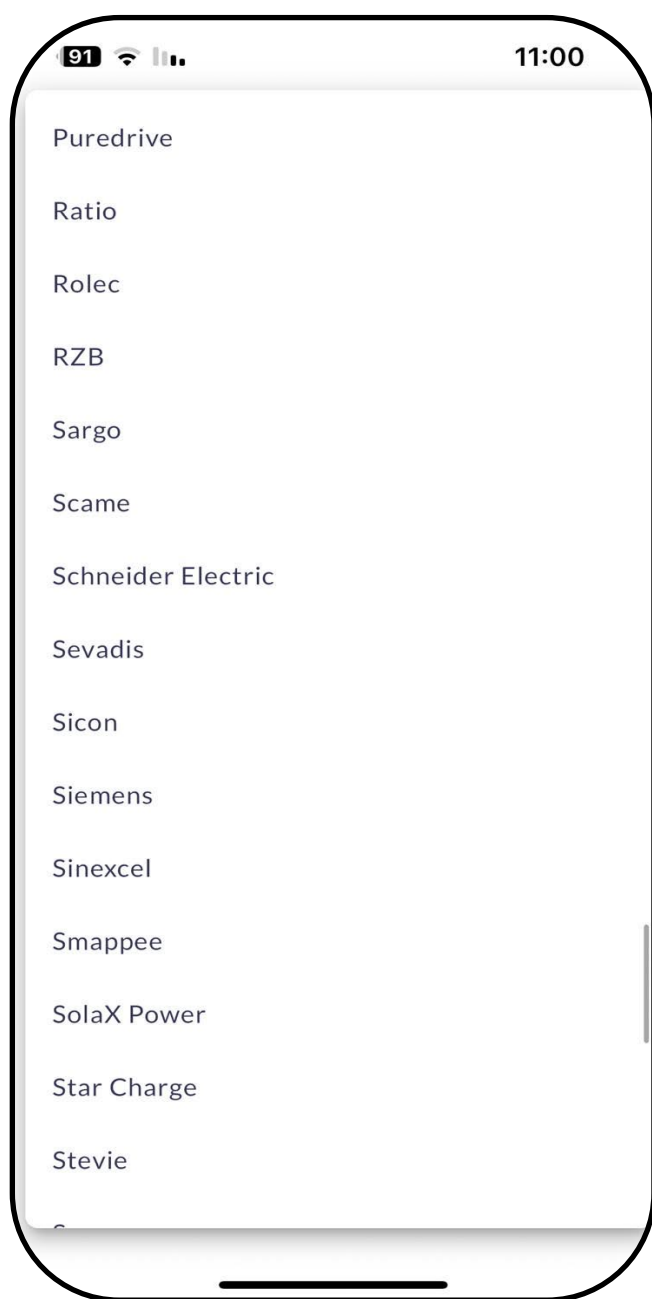 91 11:00
Puredrive
Ratio
Rolec
RZB
Sargo
Scame
Schneider Electric
Sevadis
Sicon
Siemens
Sinexcel
Smappee
SolaX Power
Star Charge
Stevie